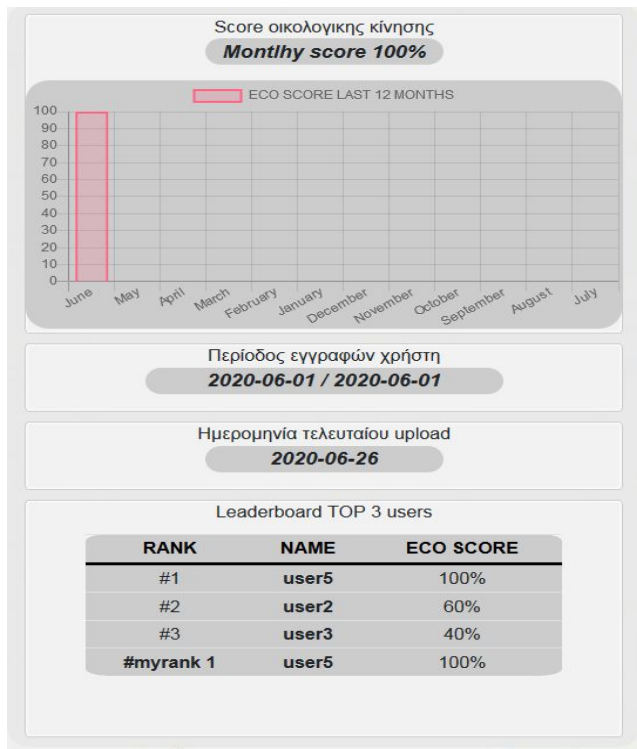 Score οικολογικης κίνησης
Montlhy score 100%
ECO SCORE LAST 12 MONTHS
100
90
80
70
60
50
40
30
20
10
0
June May April March February January December November October September August July
Περίοδος εγγραφών χρήστη
2020-06-01 / 2020-06-01
Ημερομηνία τελευταίου upload
2020-06-26
Leaderboard TOP 3 users
RANK NAME ECO SCORE
#1 user5 100%
#2 user2 60%
#3 user3 40%
#myrank 1 user5 100%